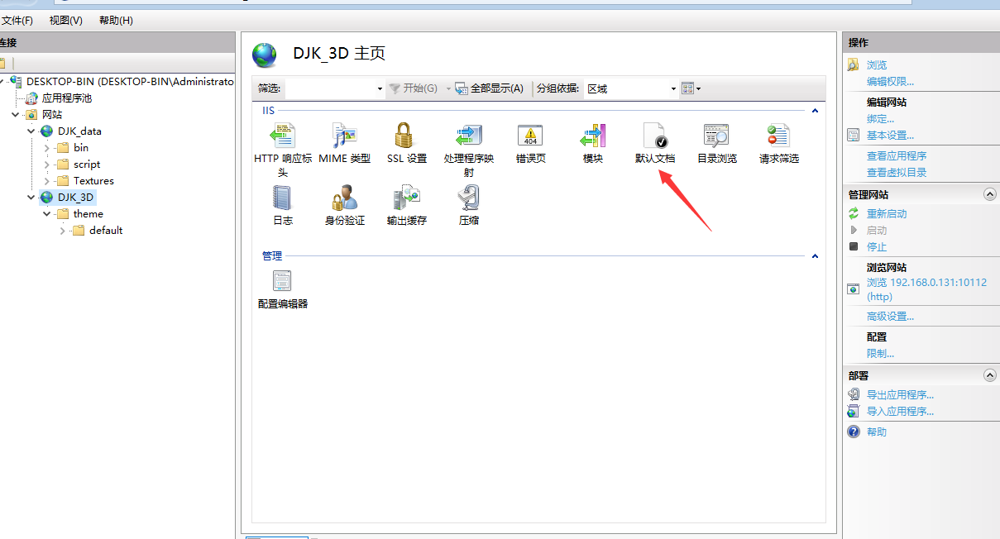 文件(F) 视图(V) 帮助(H)
连接
DESKTOP-BIN (DESKTOP-BIN\Administrato
应用程序池
网站
DJK_data
bin
script
Textures
DJK_3D
theme
default
DJK_3D 主页
筛选: 开始(G) 全部显示(A) 分组依据: 区域
IIS
HTTP 响应标头 MIME 类型 SSL 设置 处理程序映射 错误页 模块 默认文档 目录浏览 请求筛选
404
日志 身份验证 输出缓存 压缩
管理
配置编辑器
操作
浏览
编辑权限...
编辑网站
绑定...
基本设置...
查看应用程序
查看虚拟目录
管理网站
重新启动
启动
停止
浏览网站
浏览 192.168.0.131:10112
(http)
高级设置...
配置
限制...
部署
导出应用程序...
导入应用程序...
帮助